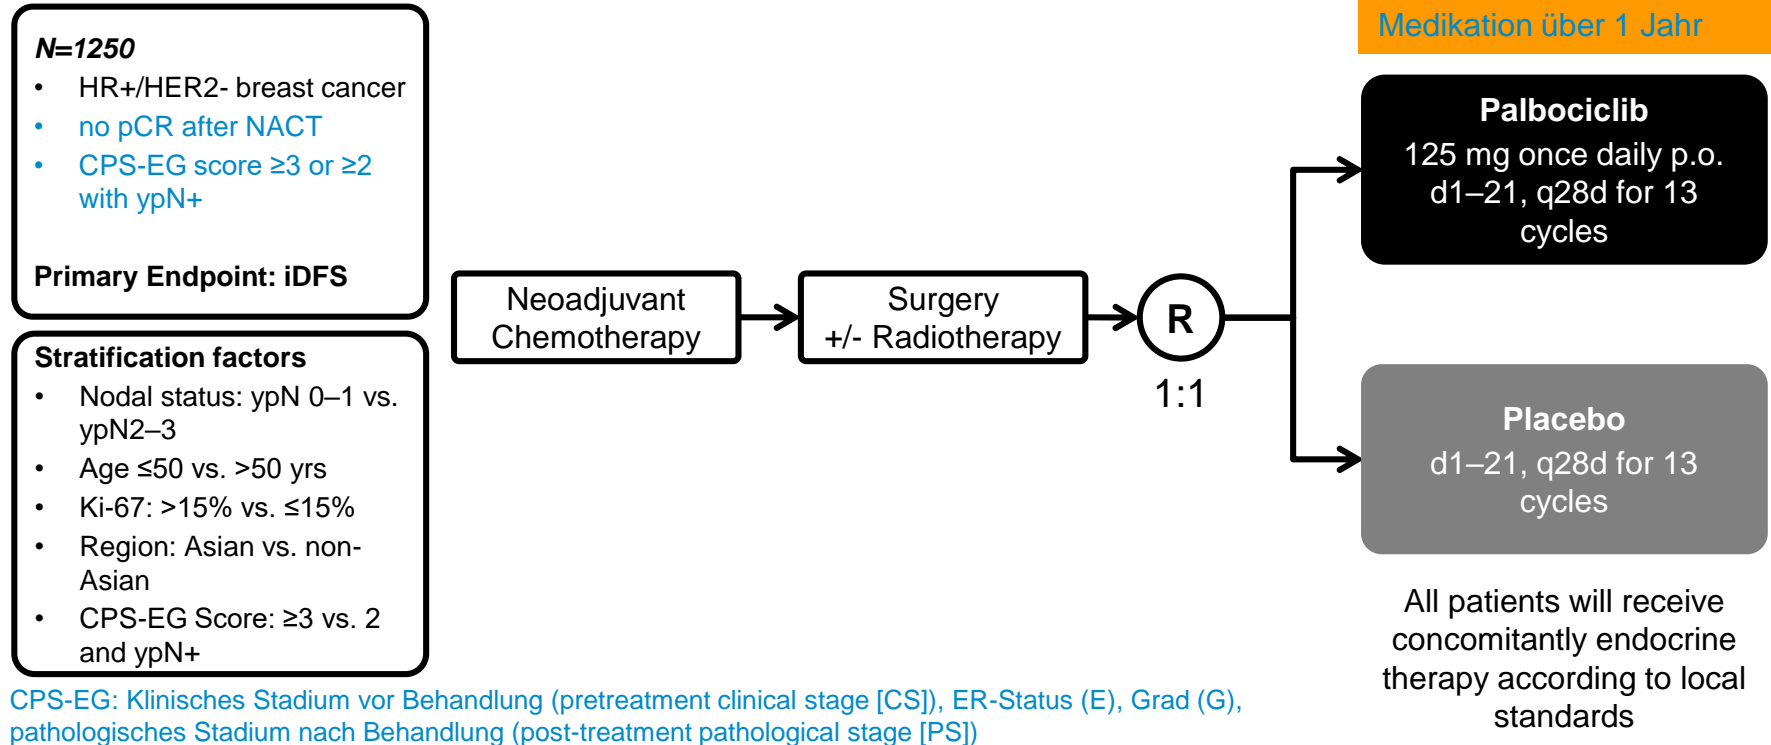 N=1250
• HR+/HER2- breast cancer
• no pCR after NACT
• CPS-EG score ≥3 or ≥2
with ypN+
Primary Endpoint: iDFS
Stratification factors
• Nodal status: ypN 0–1 vs.
ypN2–3
• Age ≤50 vs. >50 yrs
• Ki-67: >15% vs. ≤15%
• Region: Asian vs. non-
Asian
• CPS-EG Score: ≥3 vs. 2
and ypN+
Neoadjuvant
Chemotherapy
Surgery
+/- Radiotherapy
R
1:1
Medikation über 1 Jahr
Palbociclib
125 mg once daily p.o.
d1–21, q28d for 13
cycles
Placebo
d1–21, q28d for 13
cycles
All patients will receive
concomitantly endocrine
therapy according to local
standards
CPS-EG: Klinisches Stadium vor Behandlung (pretreatment clinical stage [CS]), ER-Status (E), Grad (G),
pathologisches Stadium nach Behandlung (post-treatment pathological stage [PS])